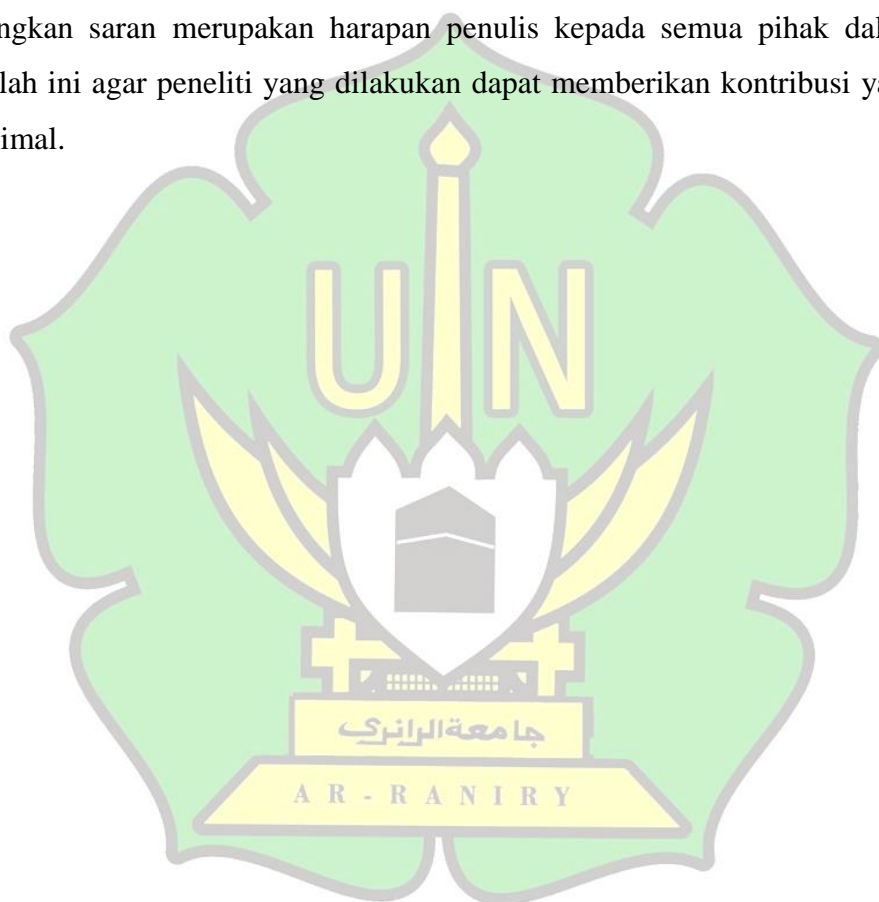 ngkan saran merupakan harapan penulis kepada semua pihak dal
lah ini agar peneliti yang dilakukan dapat memberikan kontribusi ya
imal.
UIN
جامعة الرانري
AR-RANIRY